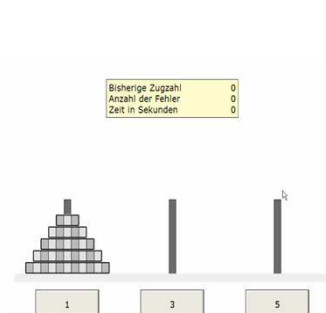 Bisherige Zugzahl 0
Anzahl der Fehler 0
Zeit in Sekunden 0
1 3 5